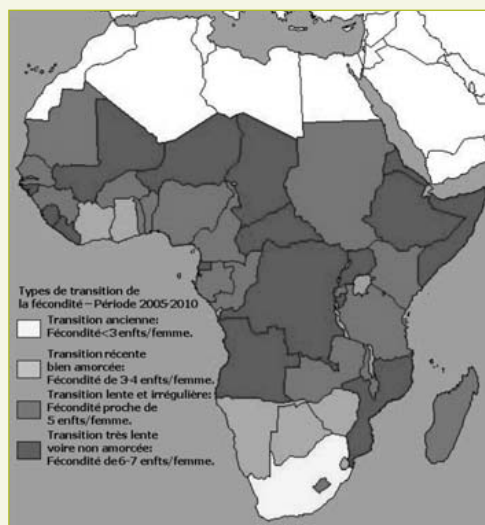 Types de transition de
la fécondité – Période 2005-2010
Transition ancienne:
Fécondité<3 enfts/femme.
Transition récente
bien amorcée:
Fécondité de 3-4 enfts/femme.
Transition lente et irrégulière:
Fécondité proche de
5 enfts/femme.
Transition très lente
voire non amorcée:
Fécondité de 6-7 enfts/femme.